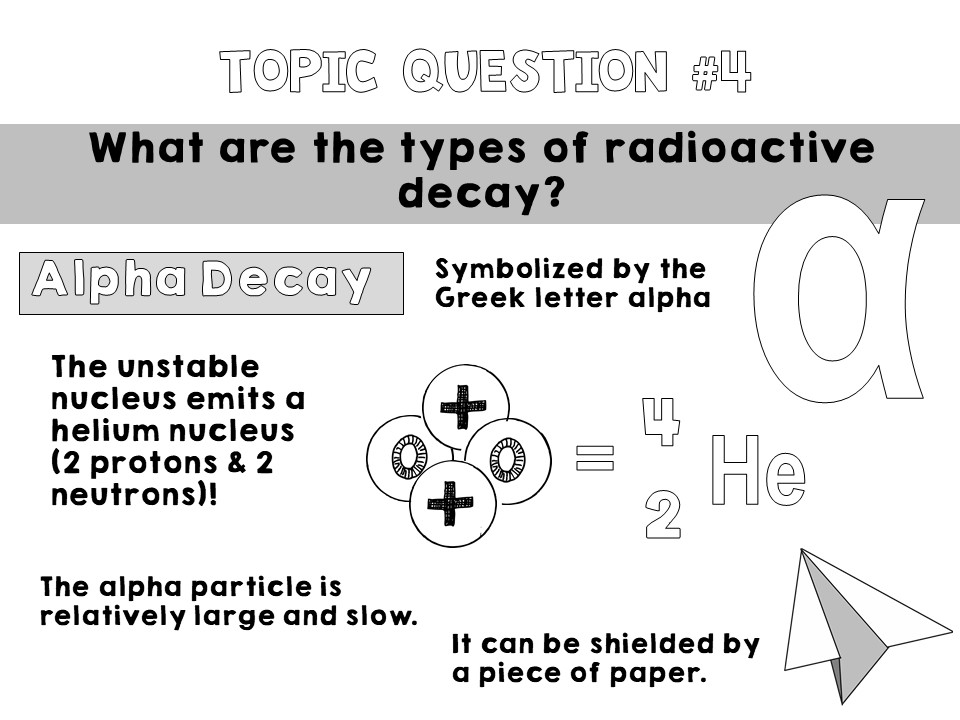 TOPIC QUESTION #4
What are the types of radioactive
decay?
Alpha Decay
Symbolized by the
Greek letter alpha
α
The unstable
nucleus emits a
helium nucleus
(2 protons & 2
neutrons)!
+
0 0
+
=
4
2
He
The alpha particle is
relatively large and slow.
It can be shielded by
a piece of paper.